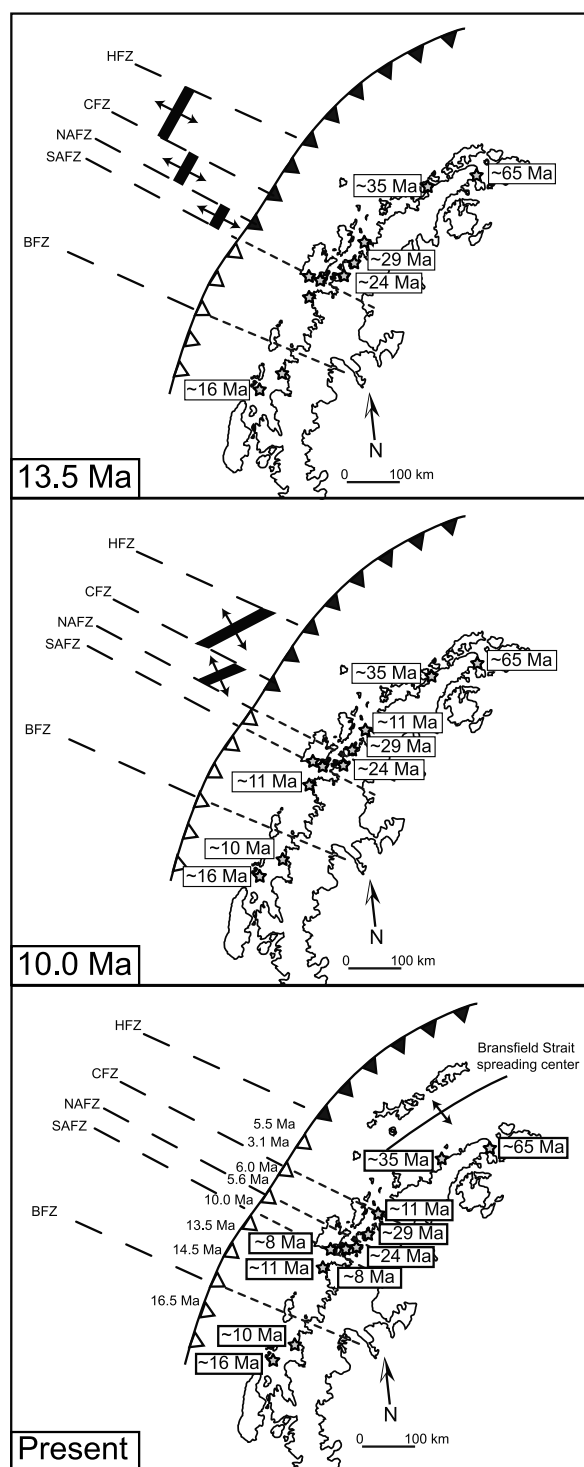 HFZ
CFZ
NAFZ
SAFZ
BFZ
~35 Ma
~65 Ma
~29 Ma
~24 Ma
~16 Ma
N
0 100 km
13.5 Ma
HFZ
CFZ
NAFZ
SAFZ
BFZ
~35 Ma
~65 Ma
~11 Ma
~29 Ma
~24 Ma
~11 Ma
~10 Ma
~16 Ma
N
0 100 km
10.0 Ma
HFZ
CFZ
NAFZ
SAFZ
BFZ
Bransfield Strait
spreading center
5.5 Ma
3.1 Ma
6.0 Ma
5.6 Ma
10.0 Ma
13.5 Ma
14.5 Ma
16.5 Ma
~35 Ma
~65 Ma
~11 Ma
~29 Ma
~8 Ma
~24 Ma
~11 Ma
~8 Ma
~10 Ma
~16 Ma
N
0 100 km
Present